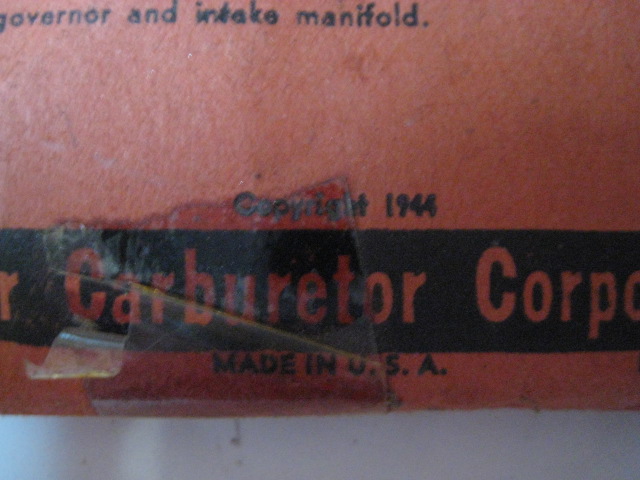 governor and intake manifold.
Copyright 1944
r Carburetor Corpo
MADE IN U. S. A.